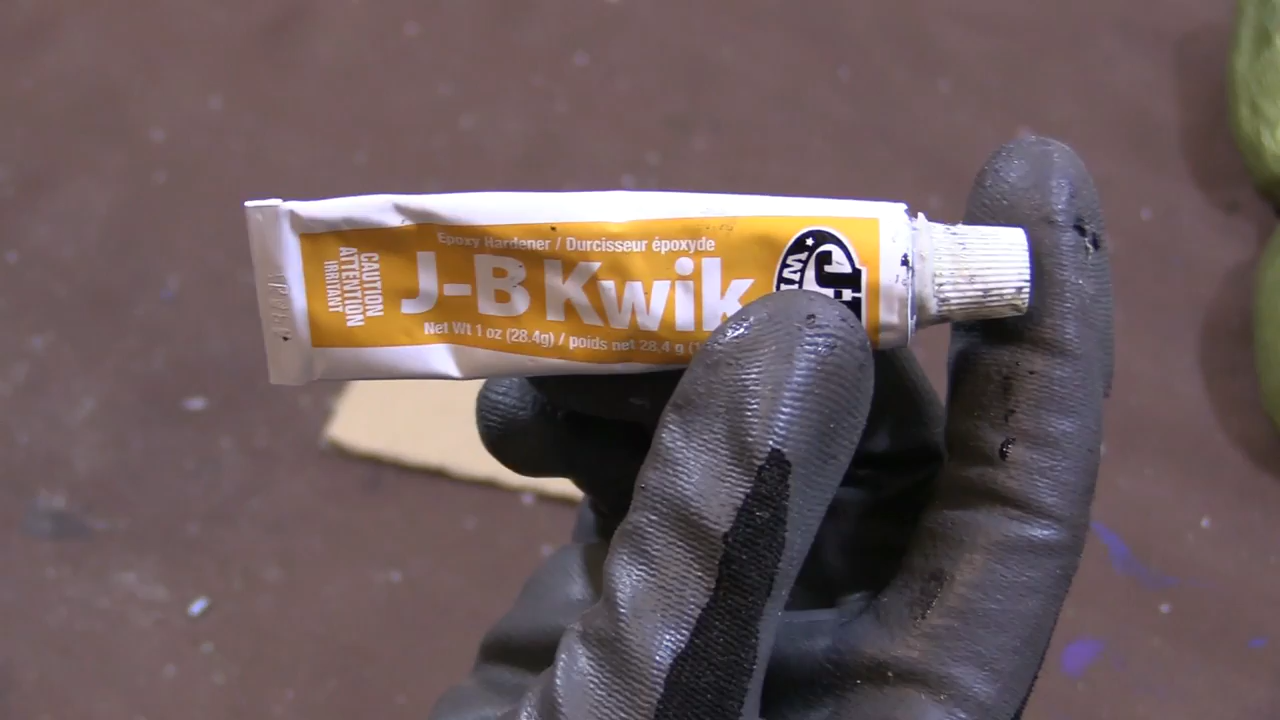 Epoxy Hardener / Durcisseur époxyde
J-B Kwik
Net Wt 1 oz (28.4g) / poids net 28,4 g
CAUTION
ATTENTION
IRRITANT